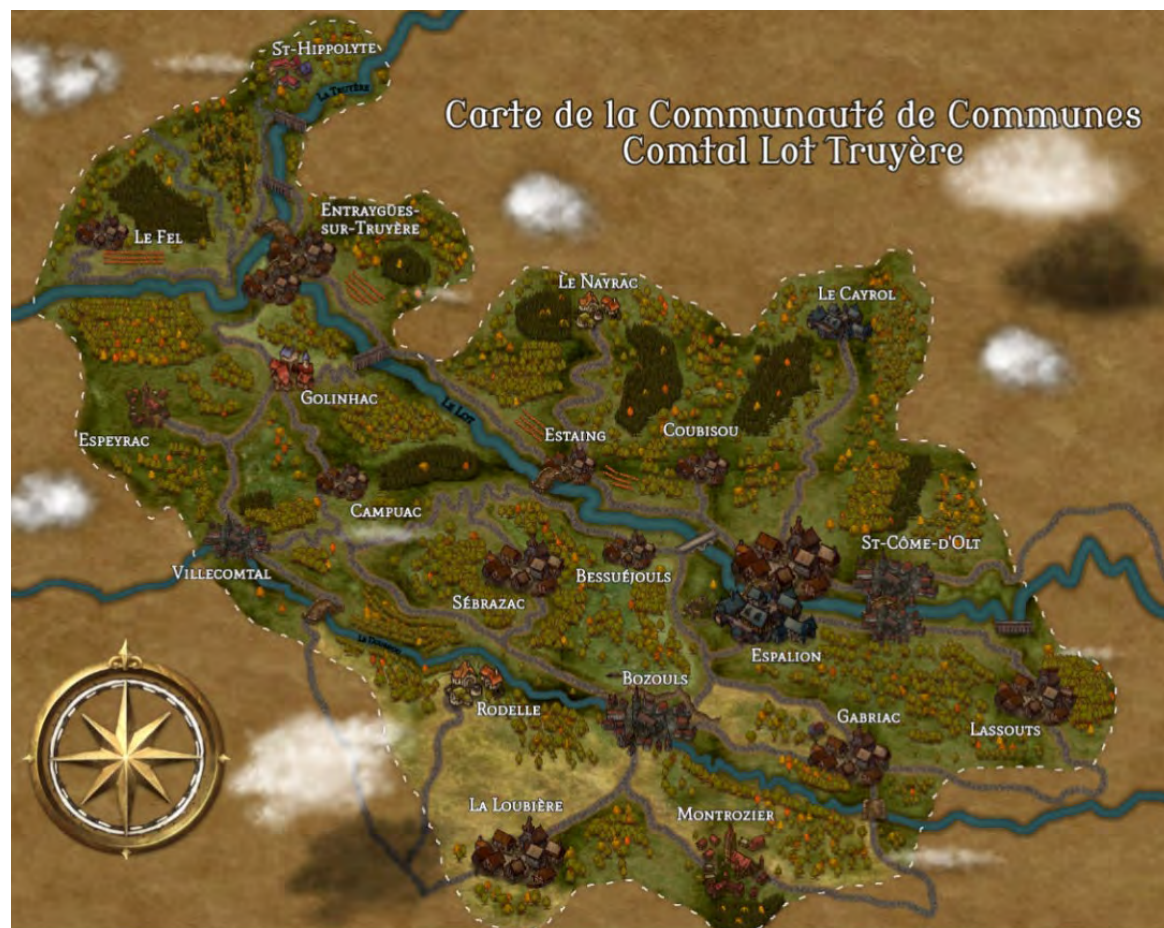 St-Hippolyte
La Truyère
Carte de la Communauté de Communes
Comtal Lot Truyère
Entraygües-
sur-Truyère
Le Fel
Le Nayrac
Le Cayrol
Golinhac
Le Lot
Espeyrac
Estaing
Coubisou
Campuac
St-Côme-d'Olt
Villecomtal
Bessuéjouls
Sébrazac
La Dourdou
Espalion
Bozouls
Rodelle
Gabriac
Lassouts
La Loubière
Montrozier